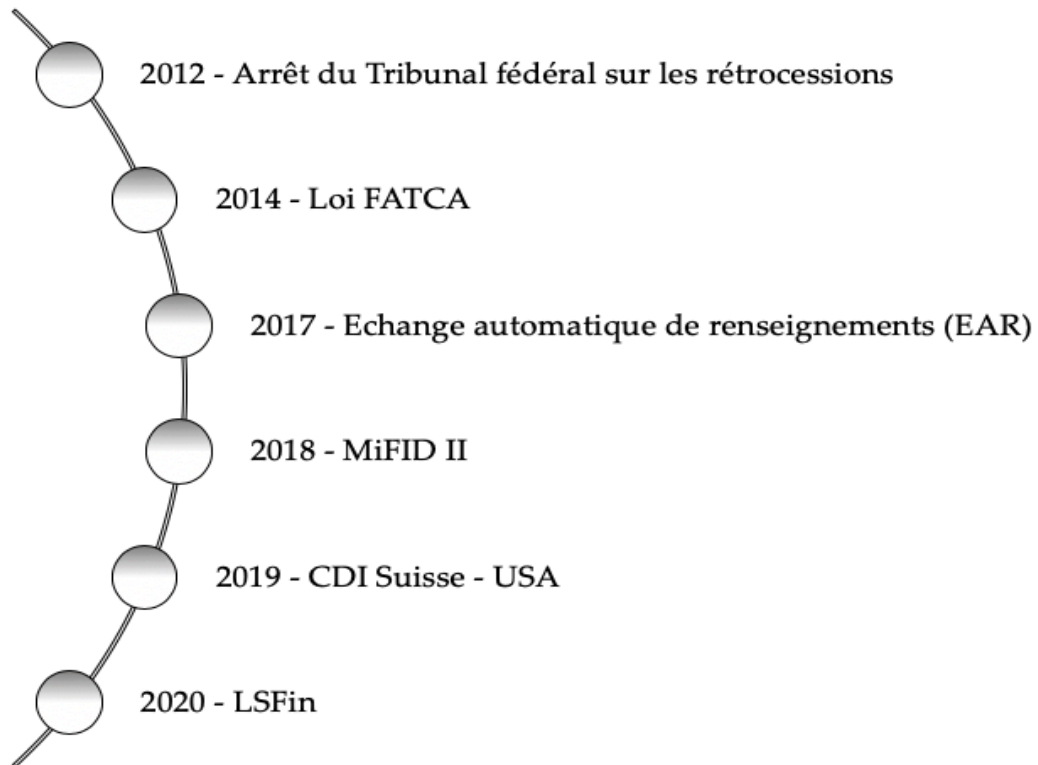 2012 - Arrêt du Tribunal fédéral sur les rétrocessions
2014 - Loi FATCA
2017 - Echange automatique de renseignements (EAR)
2018 - MiFID II
2019 - CDI Suisse - USA
2020 - LSFin